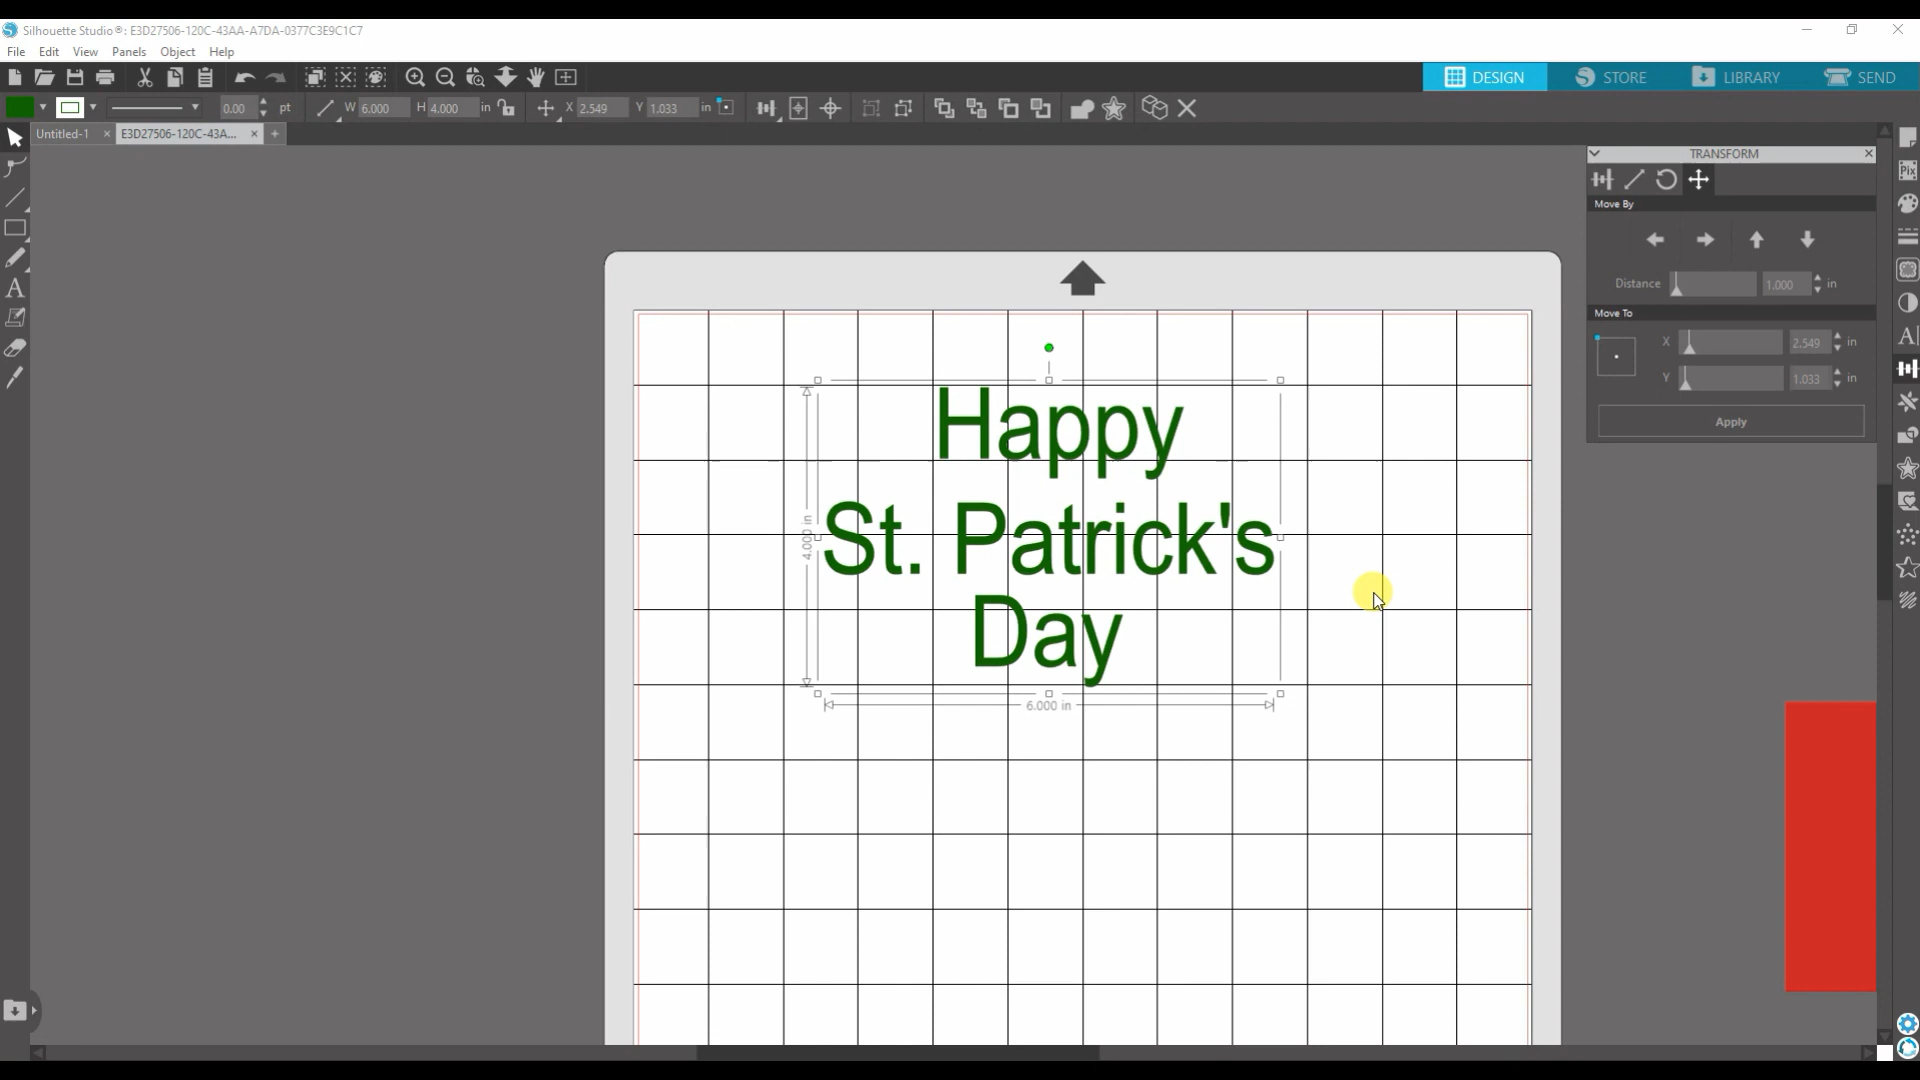 Silhouette Studio®: E3D27506-120C-43AA-A7DA-0377C3E9C1C7
File Edit View Panels Object Help
DESIGN STORE LIBRARY SEND
0.00 pt W 6.000 H 4.000 in X 2.549 Y 1.033 in
Untitled-1 × E3D27506-120C-43A... × +
TRANSFORM
Pix
Move By
Distance 1.000 in
Move To
X 2.549 in
Y 1.033 in
Apply
Happy
St. Patrick's
Day
4.000 in
6.000 in